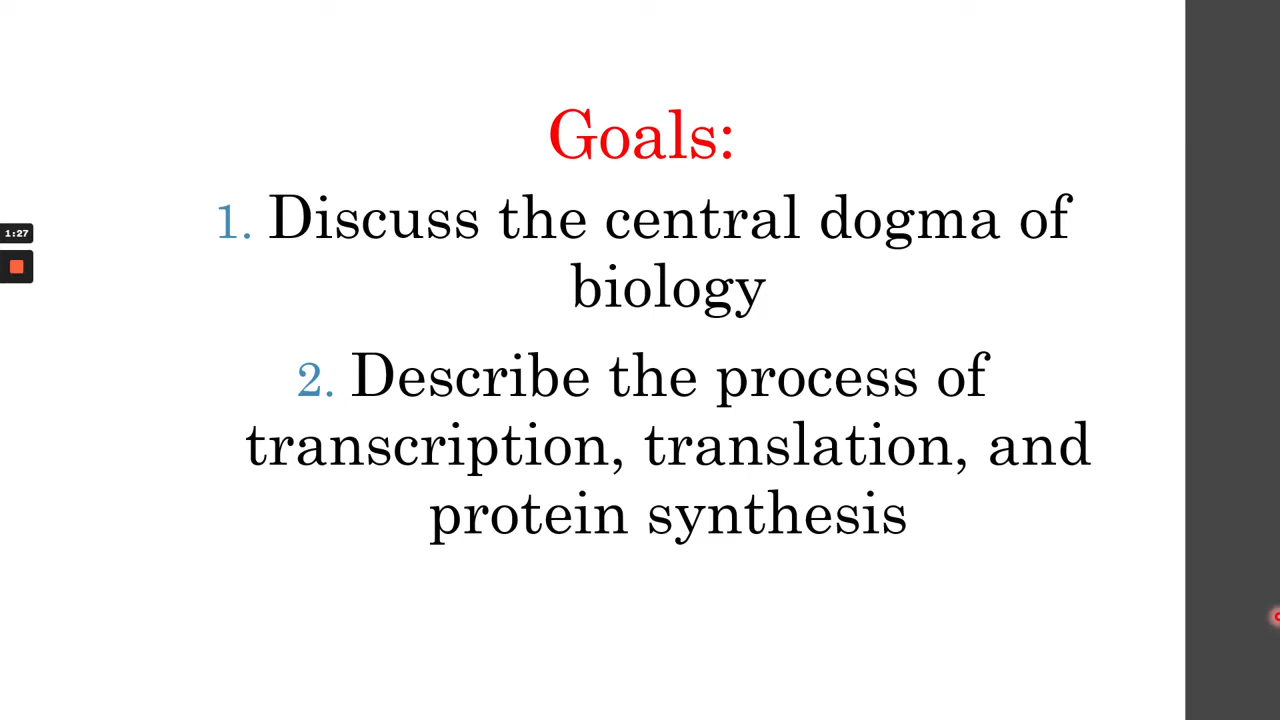 Goals:
1. Discuss the central dogma of
biology
1:27
2. Describe the process of
transcription, translation, and
protein synthesis